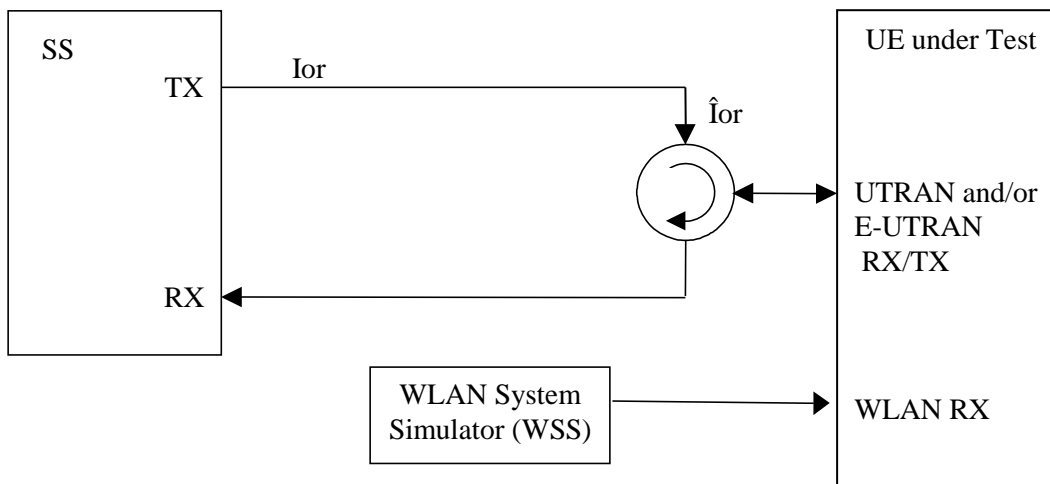 SS
UE under Test
TX
Ior
Îor
UTRAN and/or
E-UTRAN
RX/TX
RX
WLAN System
Simulator (WSS)
WLAN RX